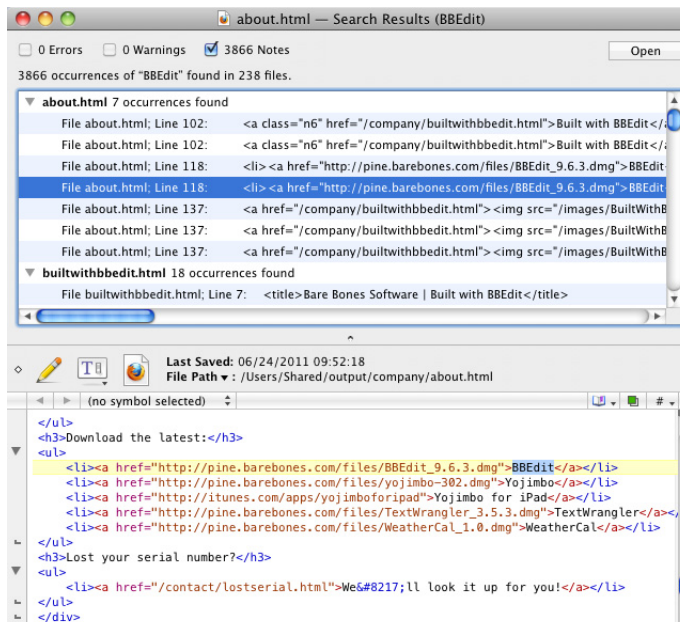 about.html — Search Results (BBEdit)
0 Errors 0 Warnings 3866 Notes Open
3866 occurrences of “BBEdit” found in 238 files.
about.html 7 occurrences found
File about.html; Line 102: <a class="n6" href="/company/builtwithbbedit.html">Built with BBEdit</a
File about.html; Line 102: <a class="n6" href="/company/builtwithbbedit.html">Built with BBEdit</a
File about.html; Line 118: <li><a href="http://pine.barebones.com/files/BBEdit_9.6.3.dmg">BBEdit
File about.html; Line 118: <li><a href="http://pine.barebones.com/files/BBEdit_9.6.3.dmg">BBEdit
File about.html; Line 137: <a href="/company/builtwithbbedit.html"><img src="/images/BuiltWithB
File about.html; Line 137: <a href="/company/builtwithbbedit.html"><img src="/images/BuiltWithB
File about.html; Line 137: <a href="/company/builtwithbbedit.html"><img src="/images/BuiltWithB
builtwithbbedit.html 18 occurrences found
File builtwithbbedit.html; Line 7: <title>Bare Bones Software | Built with BBEdit</title>
Last Saved: 06/24/2011 09:52:18
File Path ▾ : /Users/Shared/output/company/about.html
(no symbol selected) #
</ul>
<h3>Download the latest:</h3>
<ul>
<li><a href="http://pine.barebones.com/files/BBEdit_9.6.3.dmg">BBEdit</a></li>
<li><a href="http://pine.barebones.com/files/yojimbo-302.dmg">Yojimbo</a></li>
<li><a href="http://itunes.com/apps/yojimboforipad">Yojimbo for iPad</a></li>
<li><a href="http://pine.barebones.com/files/TextWrangler_3.5.3.dmg">TextWrangler</a></
<li><a href="http://pine.barebones.com/files/WeatherCal_1.0.dmg">WeatherCal</a></li>
</ul>
<h3>Lost your serial number?</h3>
<ul>
<li><a href="/contact/lostserial.html">We&#8217;ll look it up for you!</a></li>
</ul>
</div>